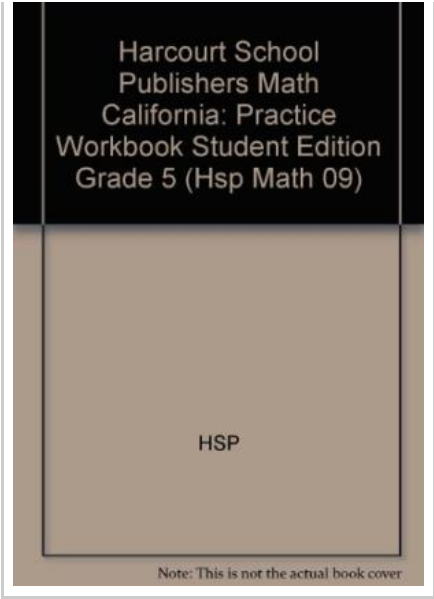 Harcourt School
Publishers Math
California: Practice
Workbook Student Edition
Grade 5 (Hsp Math 09)
HSP
Note: This is not the actual book cover